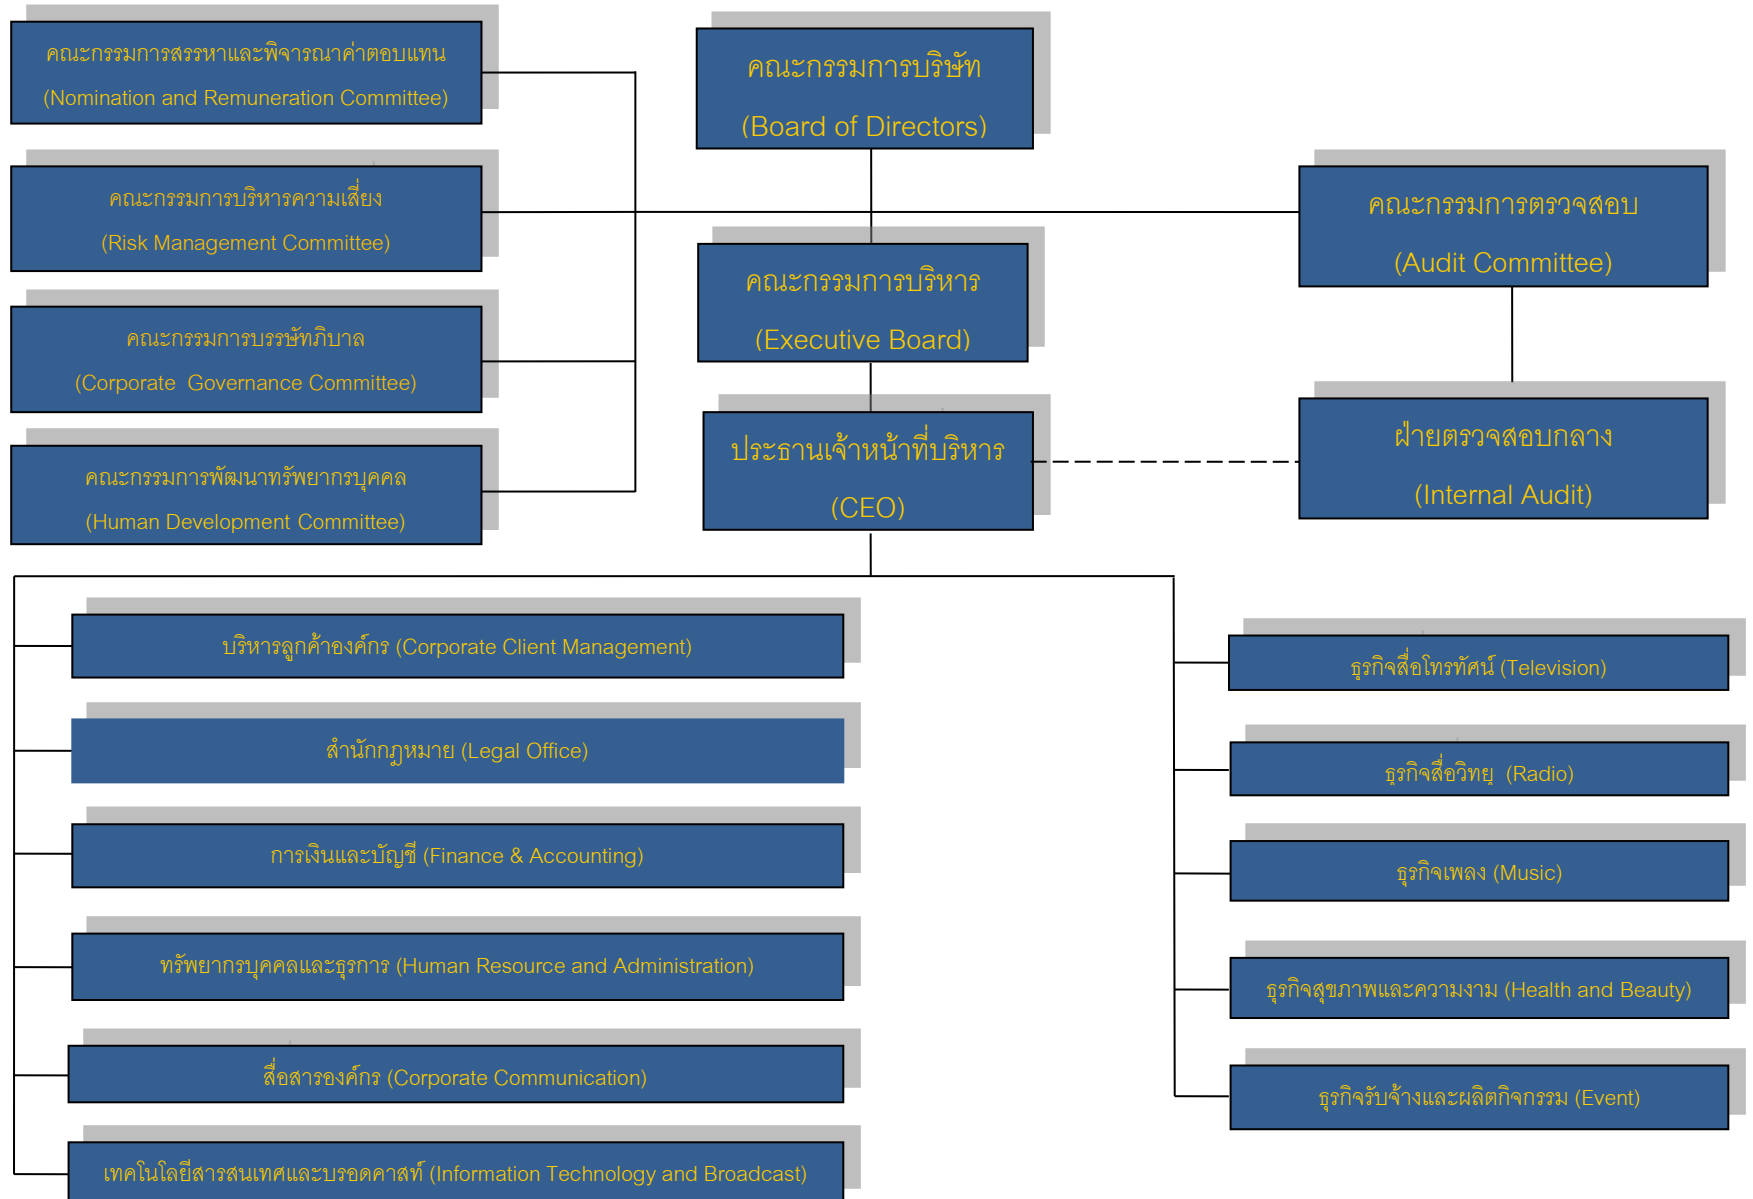 คณะกรรมการสรรหาและพิจารณาค่าตอบแทน
(Nomination and Remuneration Committee)
คณะกรรมการบริษัท
(Board of Directors)
คณะกรรมการบริหารความเสี่ยง
(Risk Management Committee)
คณะกรรมการตรวจสอบ
(Audit Committee)
คณะกรรมการบริหาร
(Executive Board)
คณะกรรมการบรรษัทภิบาล
(Corporate  Governance Committee)
ประธานเจ้าหน้าที่บริหาร
(CEO)
ฝ่ายตรวจสอบกลาง
(Internal Audit)
คณะกรรมการพัฒนาทรัพยากรบุคคล
(Human Development Committee)
บริหารลูกค้าองค์กร (Corporate Client Management)
สำนักกฎหมาย (Legal Office)
การเงินและบัญชี (Finance & Accounting)
ทรัพยากรบุคคลและธุรการ (Human Resource and Administration)
สื่อสารองค์กร (Corporate Communication)
เทคโนโลยีสารสนเทศและบรอดคาสท์ (Information Technology and Broadcast)
ธุรกิจสื่อโทรทัศน์ (Television)
ธุรกิจสื่อวิทยุ  (Radio)
ธุรกิจเพลง (Music)
ธุรกิจสุขภาพและความงาม (Health and Beauty)
ธุรกิจรับจ้างและผลิตกิจกรรม (Event)